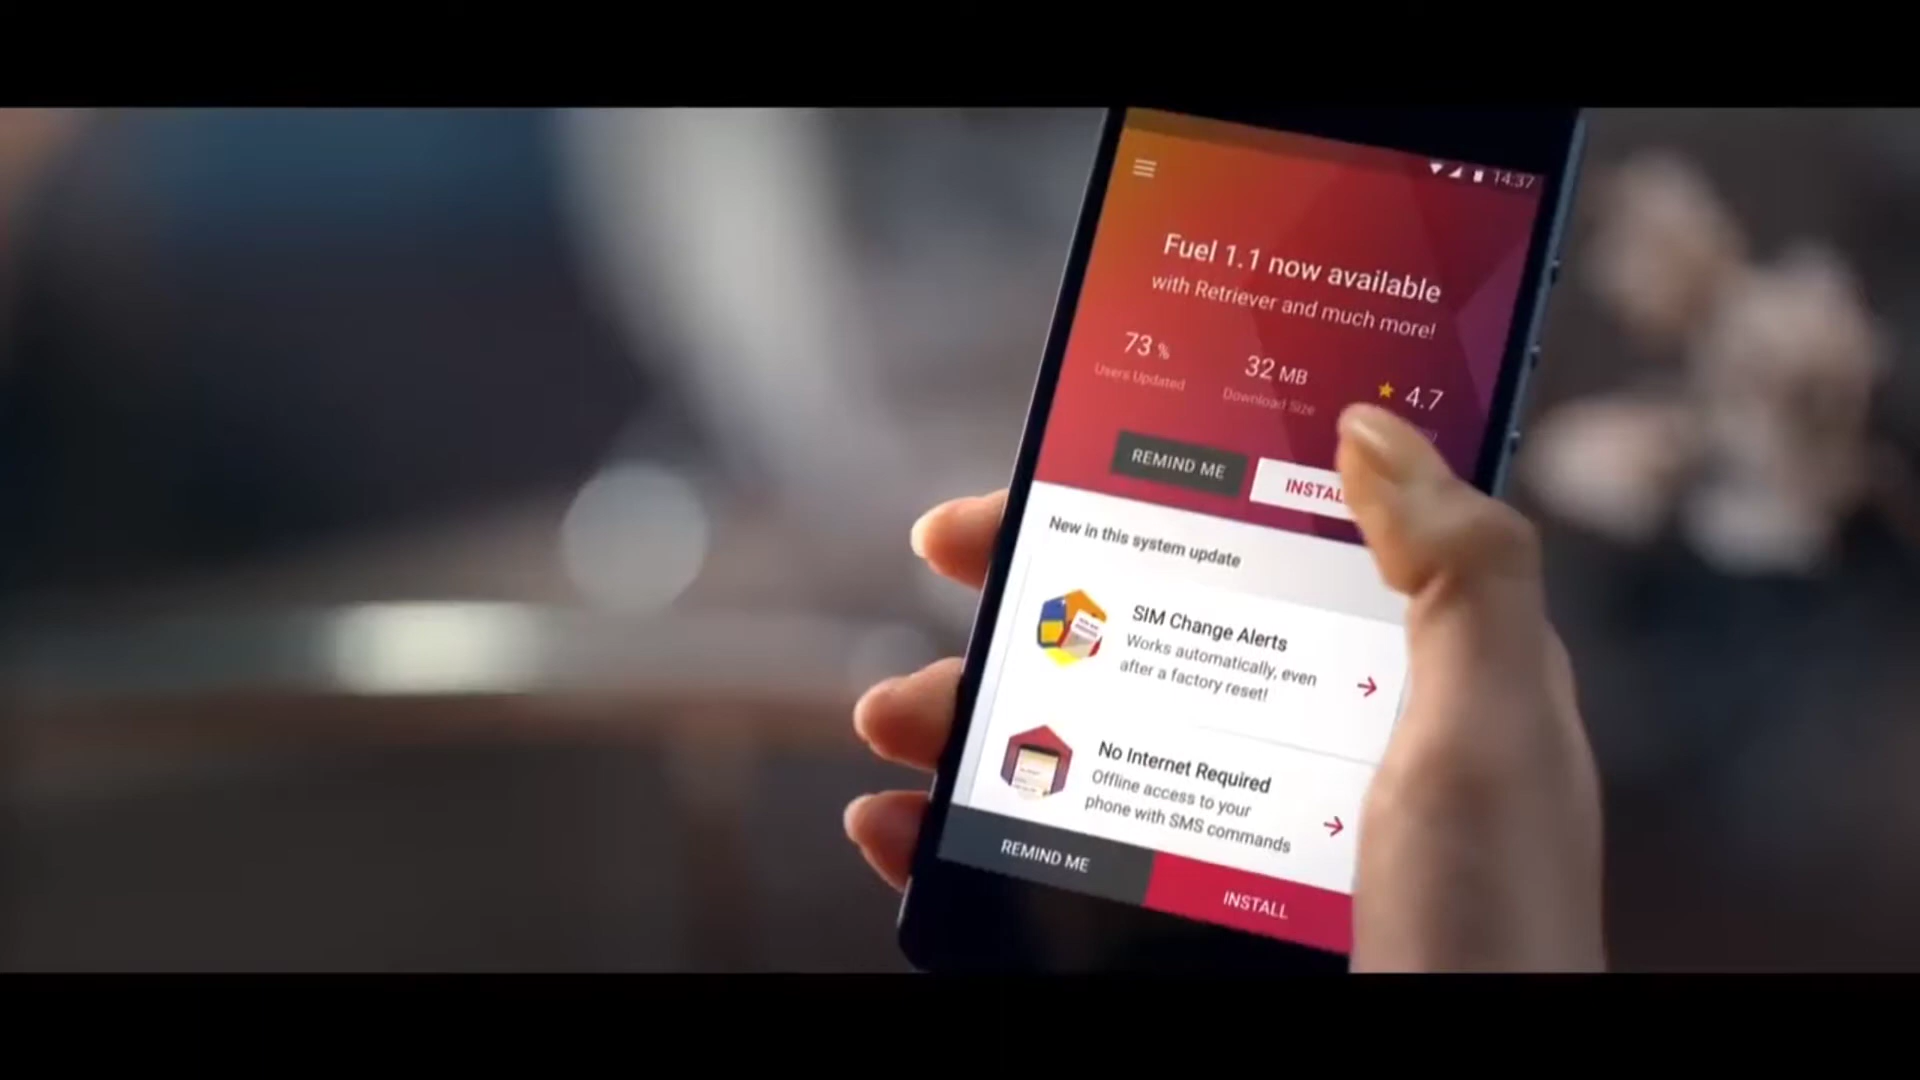 14:37
Fuel 1.1 now available
with Retriever and much more!
73 %
32 MB
4.7
Users Updated
Download Size
REMIND ME
INSTAL
New in this system update
SIM Change Alerts
Works automatically, even
after a factory reset!
No Internet Required
Offline access to your
phone with SMS commands
REMIND ME
INSTALL